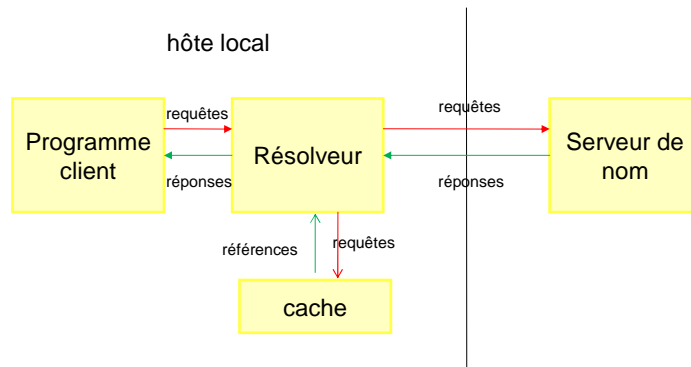 hôte local
requêtes
requêtes
Programme
client
Résolveur
Serveur de
nom
réponses
réponses
références
requêtes
cache